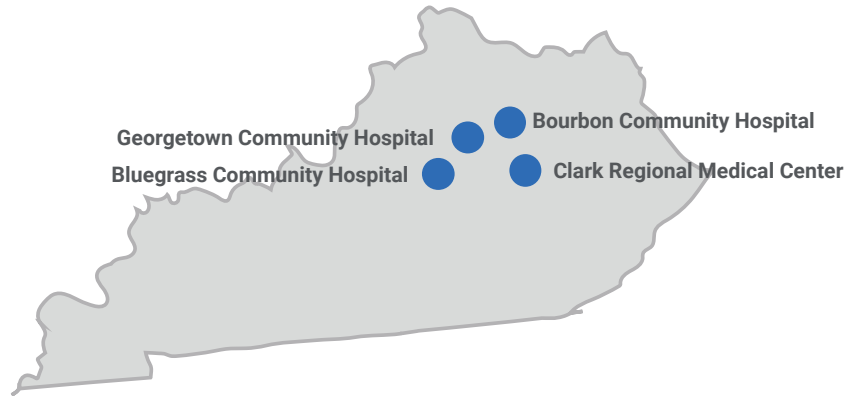 Bourbon Community Hospital
Georgetown Community Hospital
Bluegrass Community Hospital
Clark Regional Medical Center